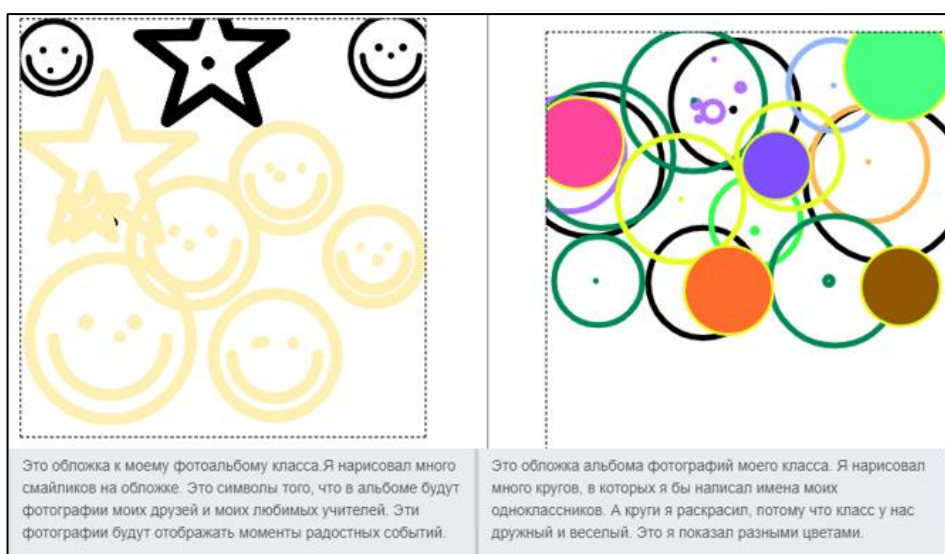 Это обложка к моему фотоальбому класса.Я нарисовал много
смайликов на обложке. Это символы того, что в альбоме будут
фотографии моих друзей и моих любимых учителей. Эти
фотографии будут отображать моменты радостных событий.
Это обложка альбома фотографий моего класса. Я нарисовал
много кругов, в которых я бы написал имена моих
одноклассников. А круги я раскрасил, потому что класс у нас
дружный и веселый. Это я показал разными цветами.